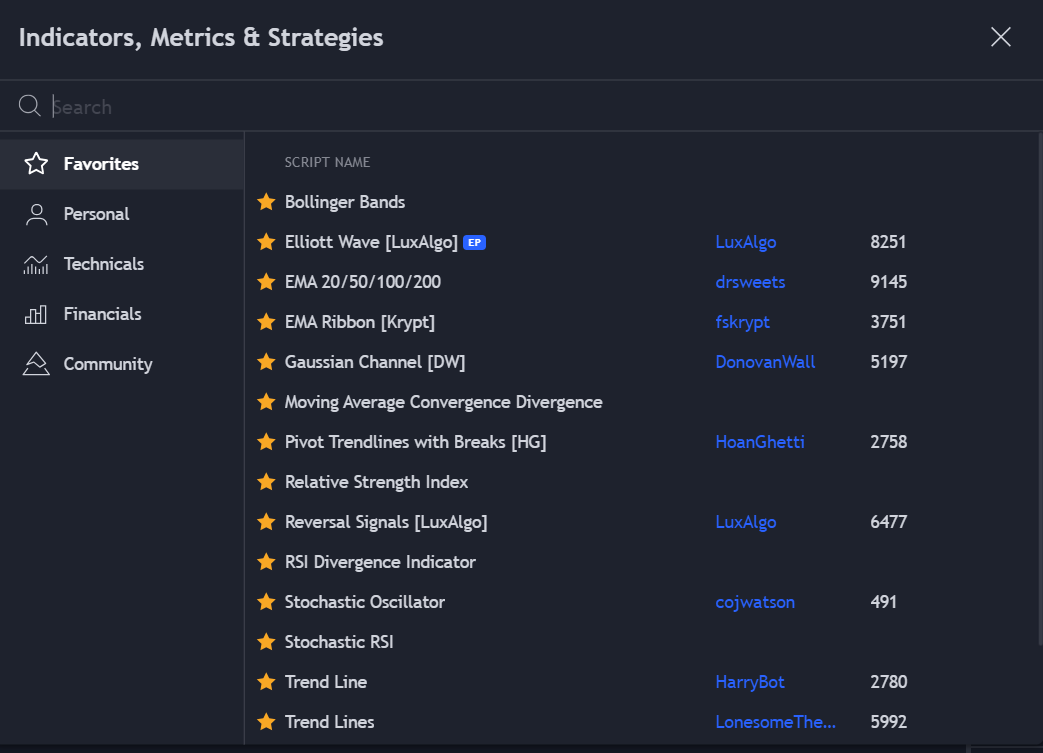 Indicators, Metrics & Strategies
Search
Favorites
Personal
Technicals
Financials
Community
SCRIPT NAME
Bollinger Bands
Elliott Wave [LuxAlgo] EP LuxAlgo 8251
EMA 20/50/100/200 drsweets 9145
EMA Ribbon [Krypt] fskrypt 3751
Gaussian Channel [DW] DonovanWall 5197
Moving Average Convergence Divergence
Pivot Trendlines with Breaks [HG] HoanGhetti 2758
Relative Strength Index
Reversal Signals [LuxAlgo] LuxAlgo 6477
RSI Divergence Indicator
Stochastic Oscillator cojwatson 491
Stochastic RSI
Trend Line HarryBot 2780
Trend Lines LonesomeThe... 5992